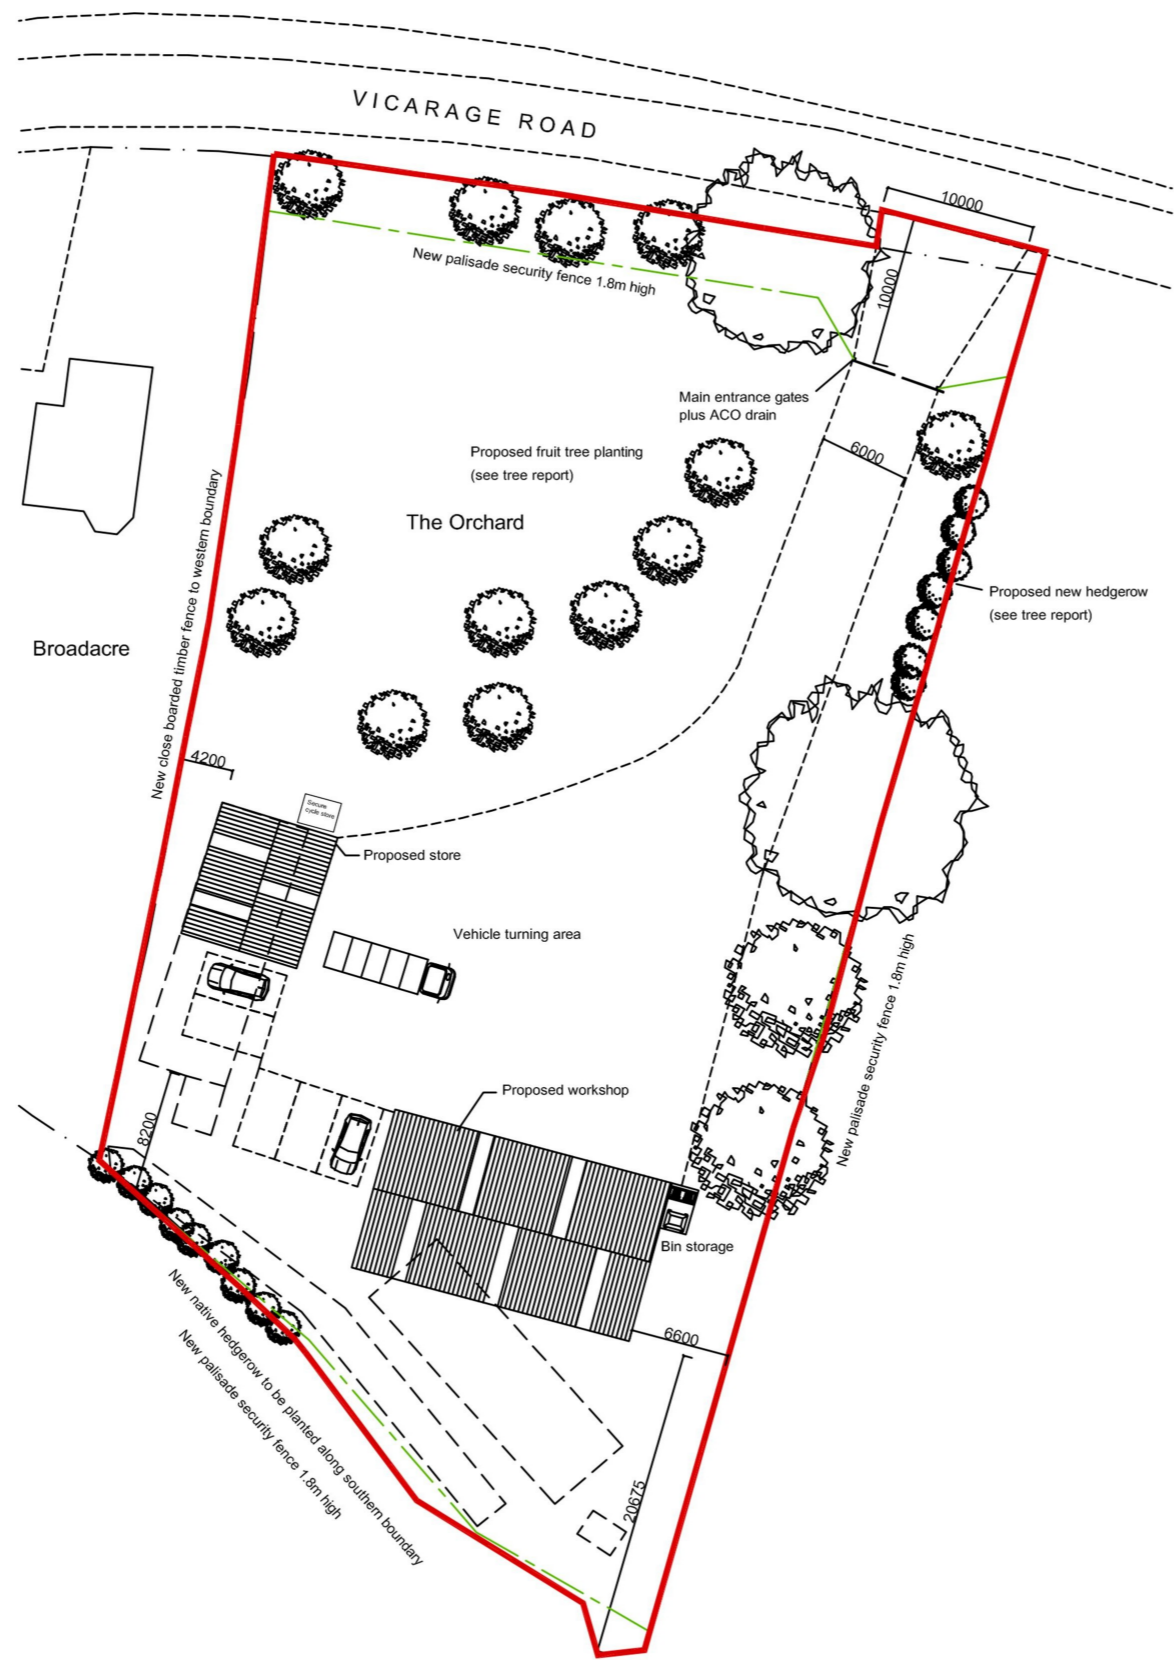 VICARAGE ROAD
10000
10000
New palisade security fence 1.8m high
Main entrance gates
plus ACO drain
6000
Proposed fruit tree planting
(see tree report)
The Orchard
New close boarded timber fence to western boundary
Proposed new hedgerow
(see tree report)
Broadacre
4200
Secure
cycle store
Proposed store
Vehicle turning area
New palisade security fence 1.8m high
Proposed workshop
8200
Bin storage
6600
New native hedgerow to be planted along southern boundary
New palisade security fence 1.8m high
20675